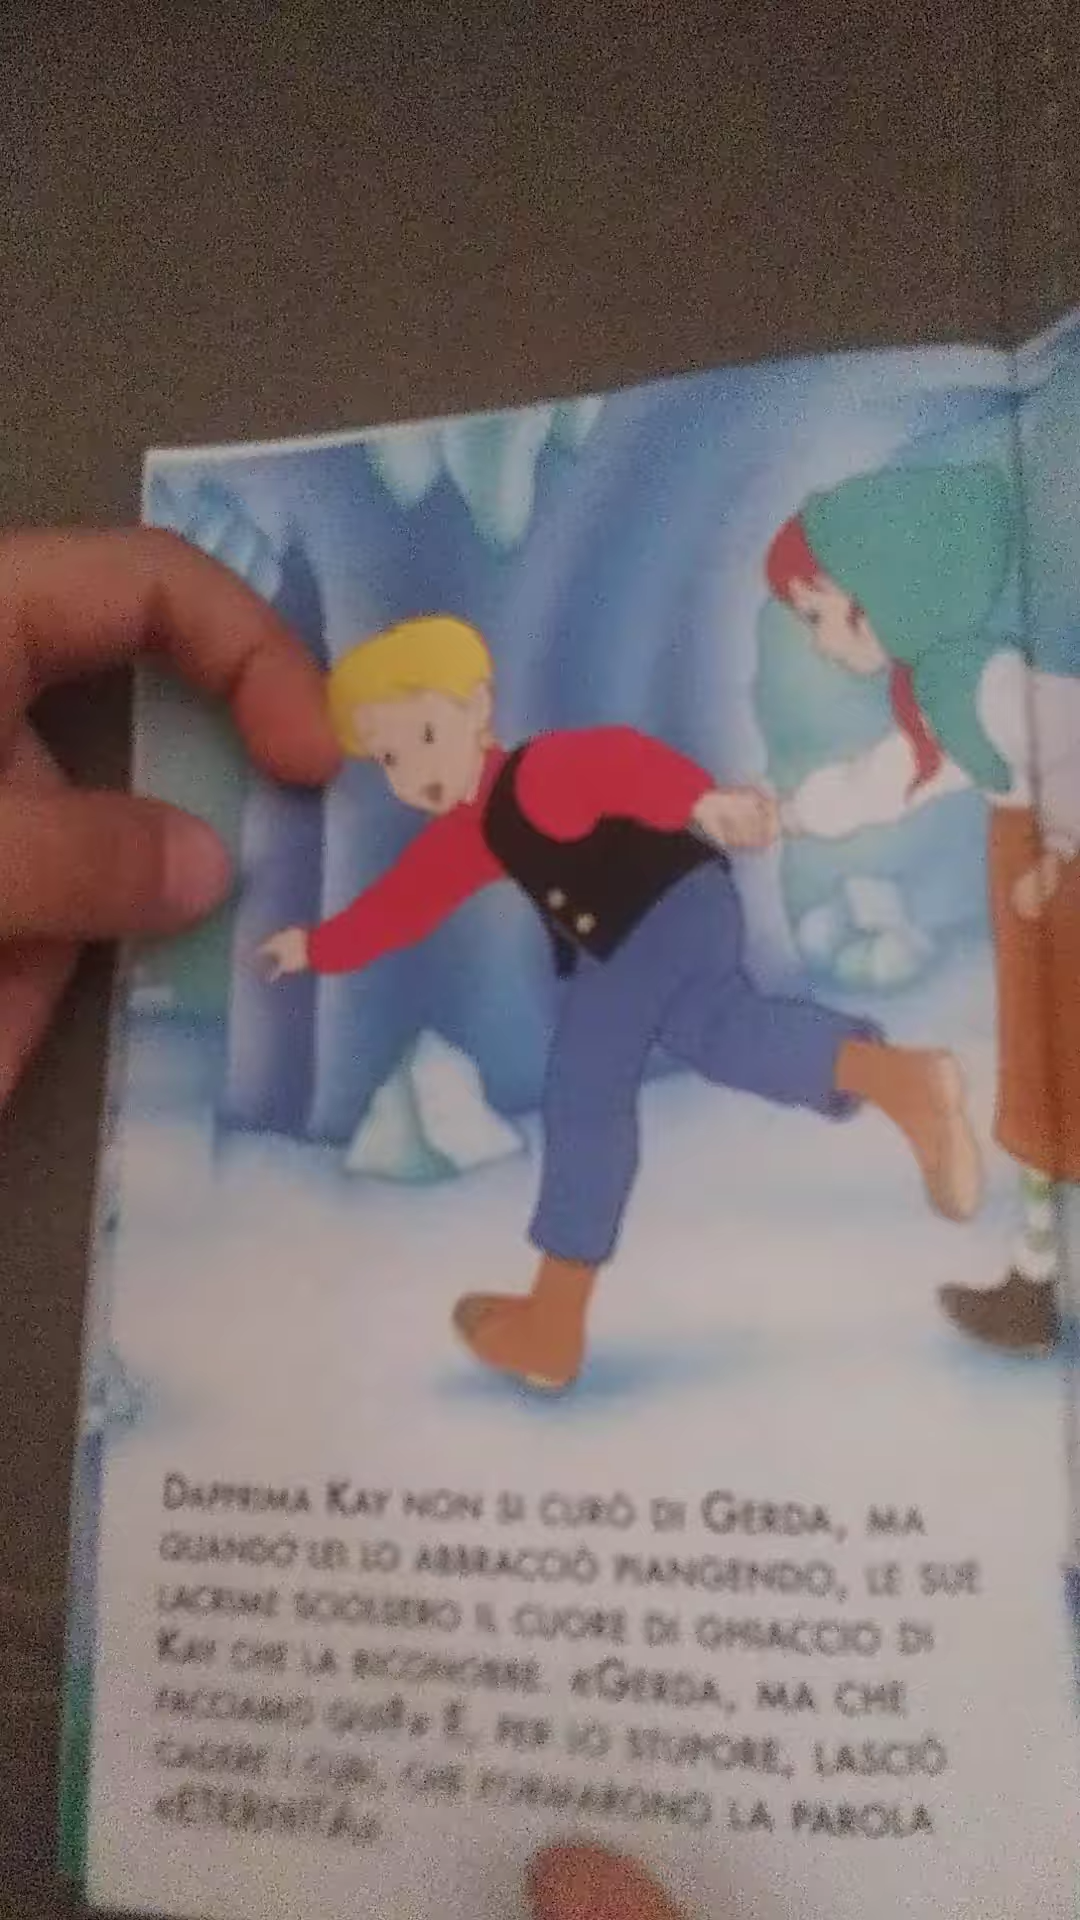 DAPPRIMA KAY NON SI CURÒ DI GERDA, MA
QUANDO LEI LO ABBRACCIÒ PIANGENDO, LE SUE
LACRIME SCIOLSERO IL CUORE DI GHIACCIO DI
KAY CHE LA RICONOBBE. «GERDA, MA CHE
FACCIAMO QUI?» E, PER LO STUPORE, LASCIÒ
CADERE I CUBI, CHE FORMARONO LA PAROLA
«ETERNITÀ»